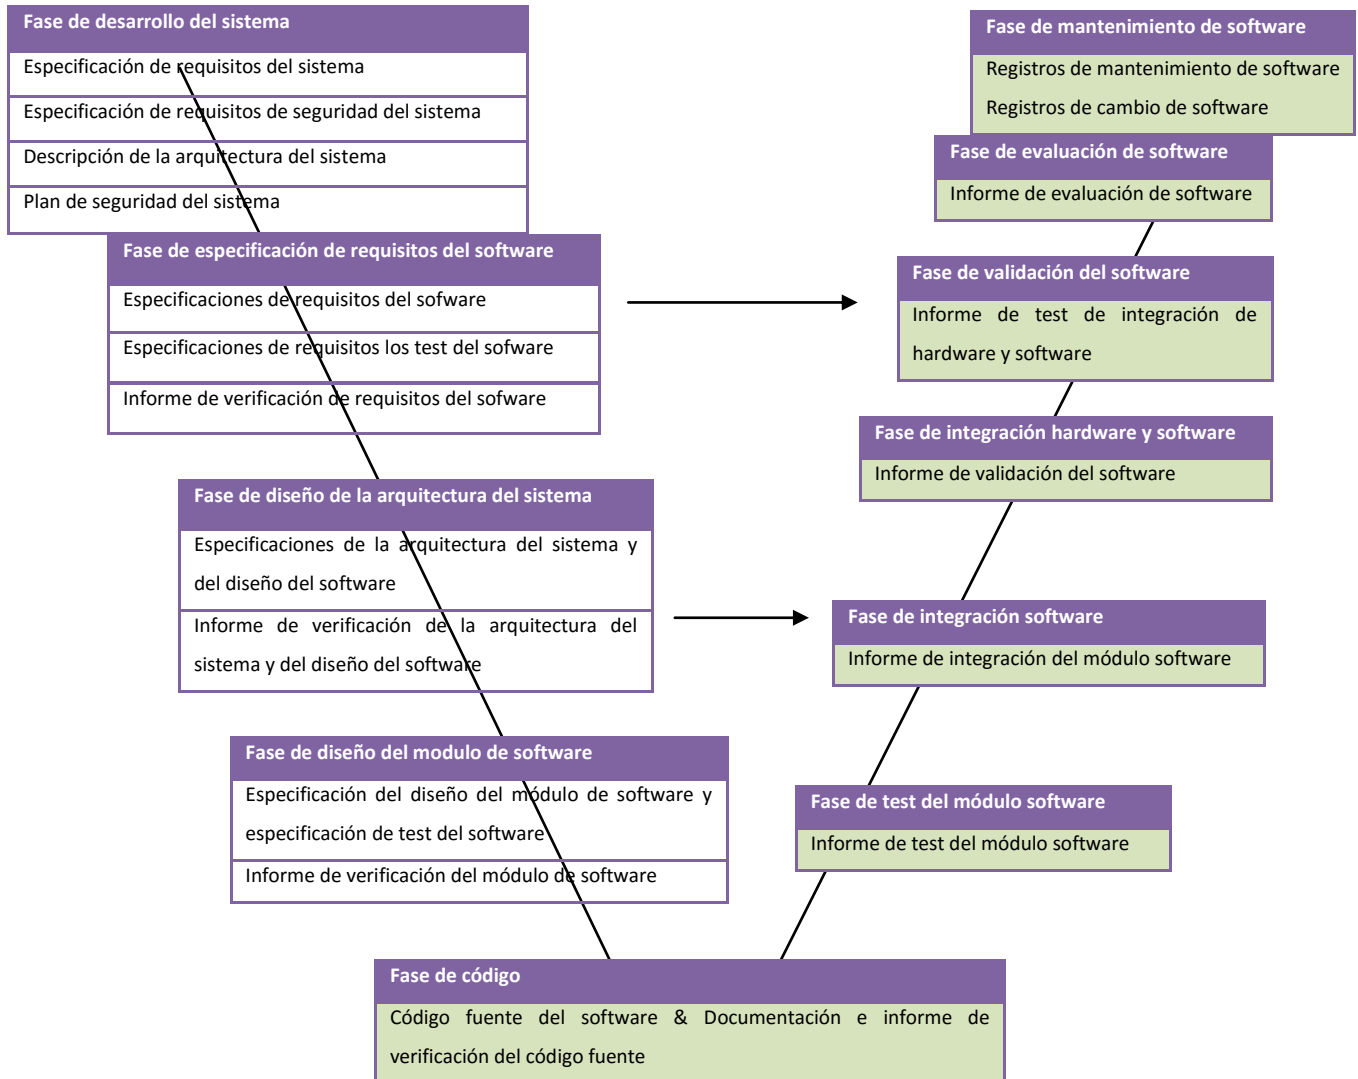 Fase de desarrollo del sistema
Especificación de requisitos del sistema
Especificación de requisitos de seguridad del sistema
Descripción de la arquitectura del sistema
Plan de seguridad del sistema
Fase de especificación de requisitos del software
Especificaciones de requisitos del sofware
Especificaciones de requisitos los test del sofware
Informe de verificación de requisitos del sofware
Fase de diseño de la arquitectura del sistema
Especificaciones de la arquitectura del sistema y
del diseño del software
Informe de verificación de la arquitectura del
sistema y del diseño del software
Fase de diseño del modulo de software
Especificación del diseño del módulo de software y
especificación de test del software
Informe de verificación del módulo de software
Fase de código
Código fuente del software & Documentación e informe de
verificación del código fuente
Fase de mantenimiento de software
Registros de mantenimiento de software
Registros de cambio de software
Fase de evaluación de software
Informe de evaluación de software
Fase de validación del software
Informe de test de integración de
hardware y software
Fase de integración hardware y software
Informe de validación del software
Fase de integración software
Informe de integración del módulo software
Fase de test del módulo software
Informe de test del módulo software